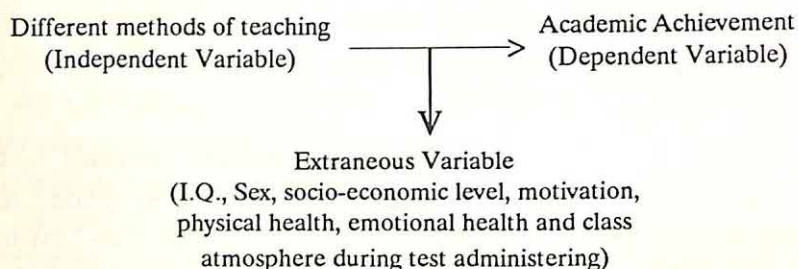 Different methods of teaching
(Independent Variable)
Academic Achievement
(Dependent Variable)
Extraneous Variable
(I.Q., Sex, socio-economic level, motivation,
physical health, emotional health and class
atmosphere during test administering)